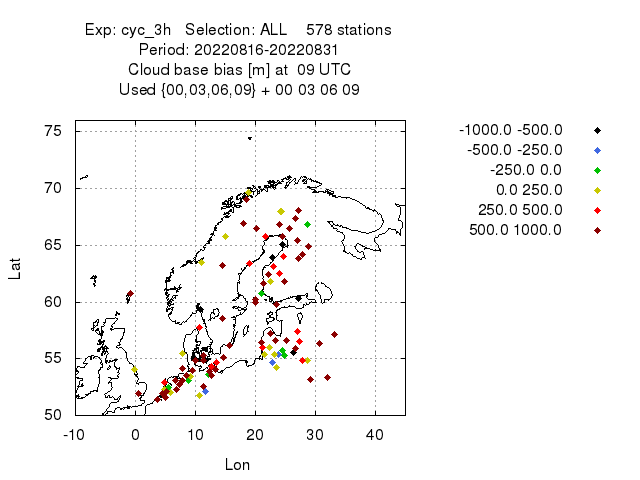 Exp: cyc_3h   Selection: ALL    578 stations
Period: 20220816-20220831
Cloud base bias [m] at  09 UTC
Used {00,03,06,09} + 00 03 06 09
-1000.0 -500.0
-500.0 -250.0
-250.0 0.0
0.0 250.0
250.0 500.0
500.0 1000.0
75
70
65
60
55
50
Lat
-10 0 10 20 30 40
Lon